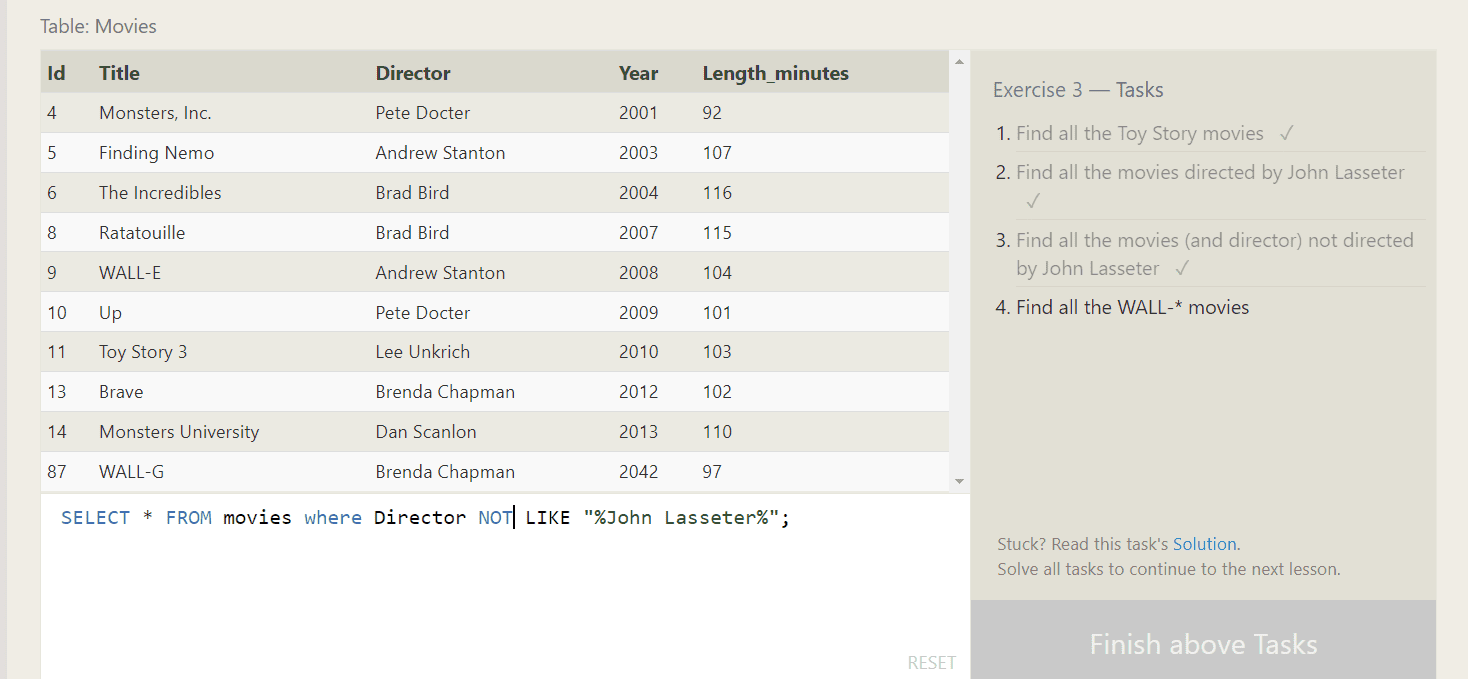 Table: Movies
Id Title Director Year Length_minutes
4 Monsters, Inc. Pete Docter 2001 92
5 Finding Nemo Andrew Stanton 2003 107
6 The Incredibles Brad Bird 2004 116
8 Ratatouille Brad Bird 2007 115
9 WALL-E Andrew Stanton 2008 104
10 Up Pete Docter 2009 101
11 Toy Story 3 Lee Unkrich 2010 103
13 Brave Brenda Chapman 2012 102
14 Monsters University Dan Scanlon 2013 110
87 WALL-G Brenda Chapman 2042 97
SELECT * FROM movies where Director NOT LIKE "%John Lasseter%";
RESET
Exercise 3 — Tasks
1. Find all the Toy Story movies ✓
2. Find all the movies directed by John Lasseter
✓
3. Find all the movies (and director) not directed
by John Lasseter ✓
4. Find all the WALL-* movies
Stuck? Read this task's Solution.
Solve all tasks to continue to the next lesson.
Finish above Tasks